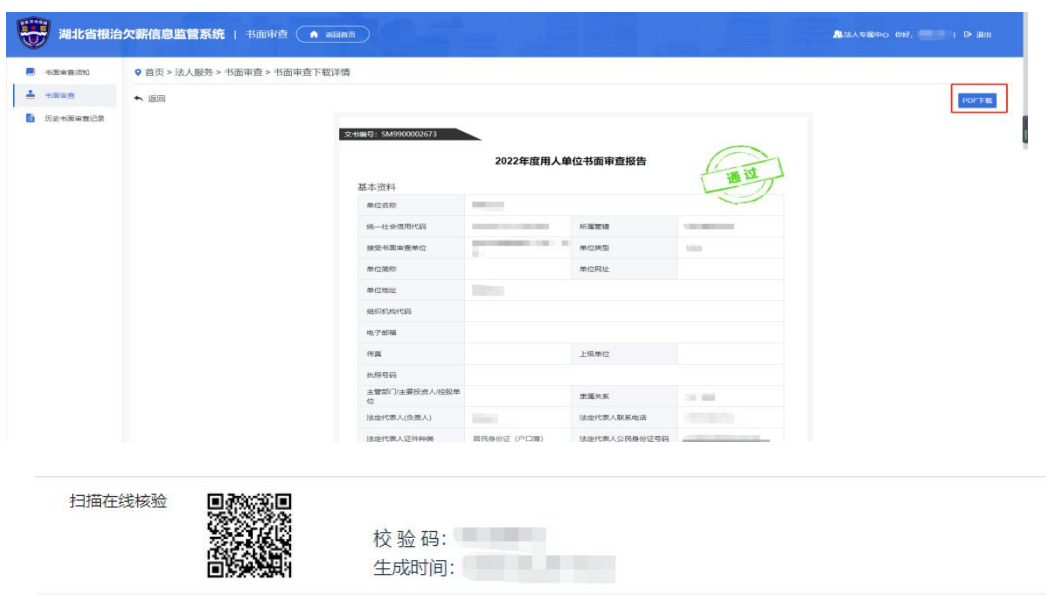 湖北省根治欠薪信息监管系统 | 书面审查 返回首页
法人专属中心 你好, | 退出
书面审查须知
书面审查
历史书面审查记录
首页 > 法人服务 > 书面审查 > 书面审查下载详情
返回
PDF下载
文书编号: SM9900002673
2022年度用人单位书面审查报告
通过
基本资料
单位名称
统一社会信用代码 所属管辖
接受书面审查单位 单位类型
单位简称 单位网址
单位地址
组织机构代码
电子邮箱
传真 上级单位
执照号码
主管部门/主要投资人/控股单
位 隶属关系
法定代表人(负责人) 法定代表人联系电话
法定代表人证件种类 居民身份证（户口簿） 法定代表人公民身份证号码
扫描在线核验
校 验 码:
生成时间: